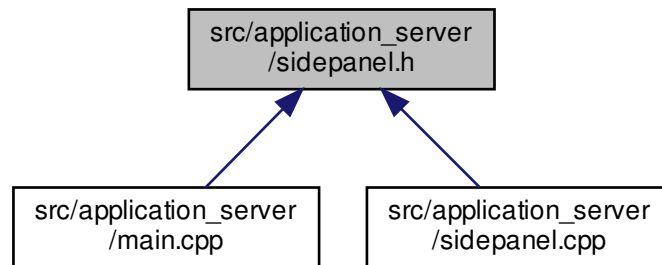 src/application_server
/sidepanel.h
src/application_server
/main.cpp
src/application_server
/sidepanel.cpp